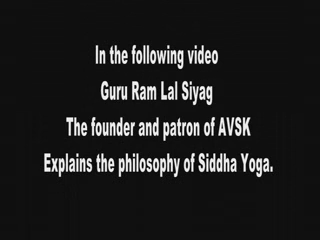 In the following video
Guru Ram Lal Siyag
The founder and patron of AVSK
Explains the philosophy of Siddha Yoga.